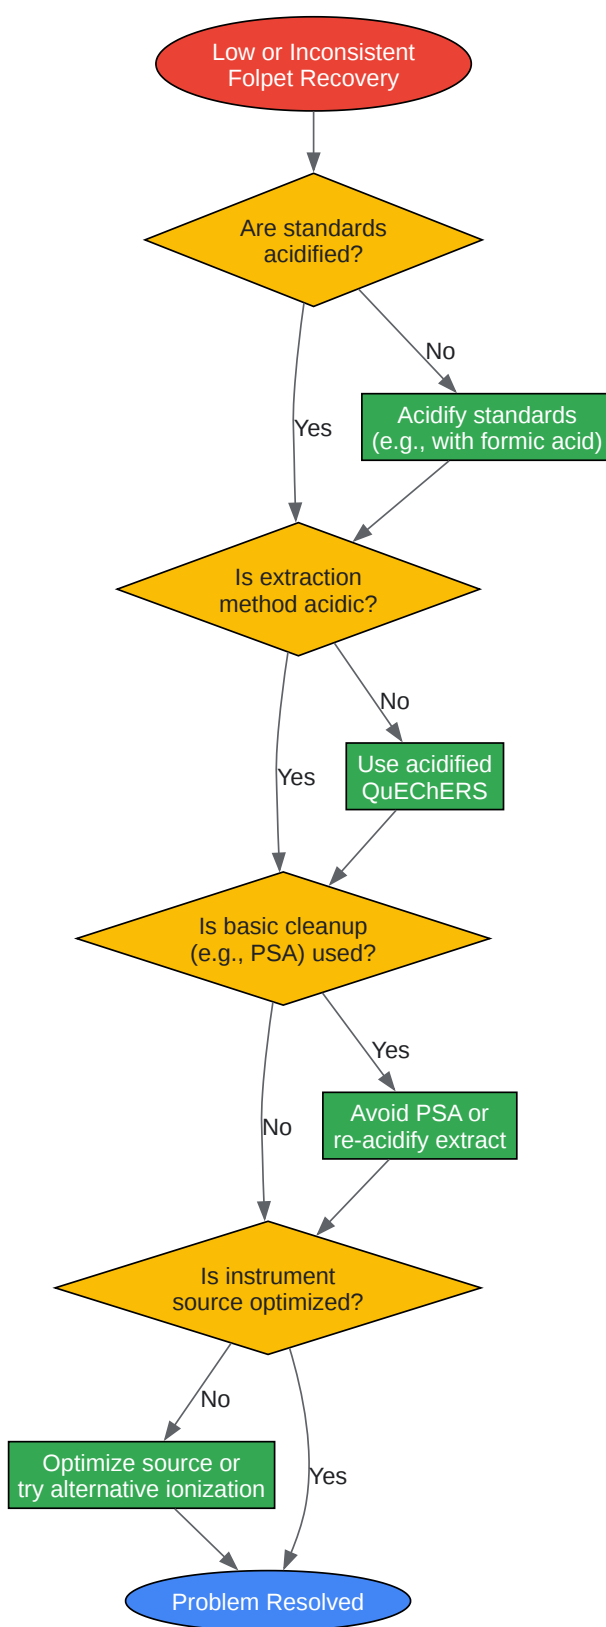 Low or Inconsistent
Folpet Recovery
Are standards
acidified?
No
Acidify standards
(e.g., with formic acid)
Yes
Is extraction
method acidic?
No
Use acidified
QuEChERS
Yes
Is basic cleanup
(e.g., PSA) used?
Yes
Avoid PSA or
re-acidify extract
No
Is instrument
source optimized?
No
Optimize source or
try alternative ionization
Yes
Problem Resolved